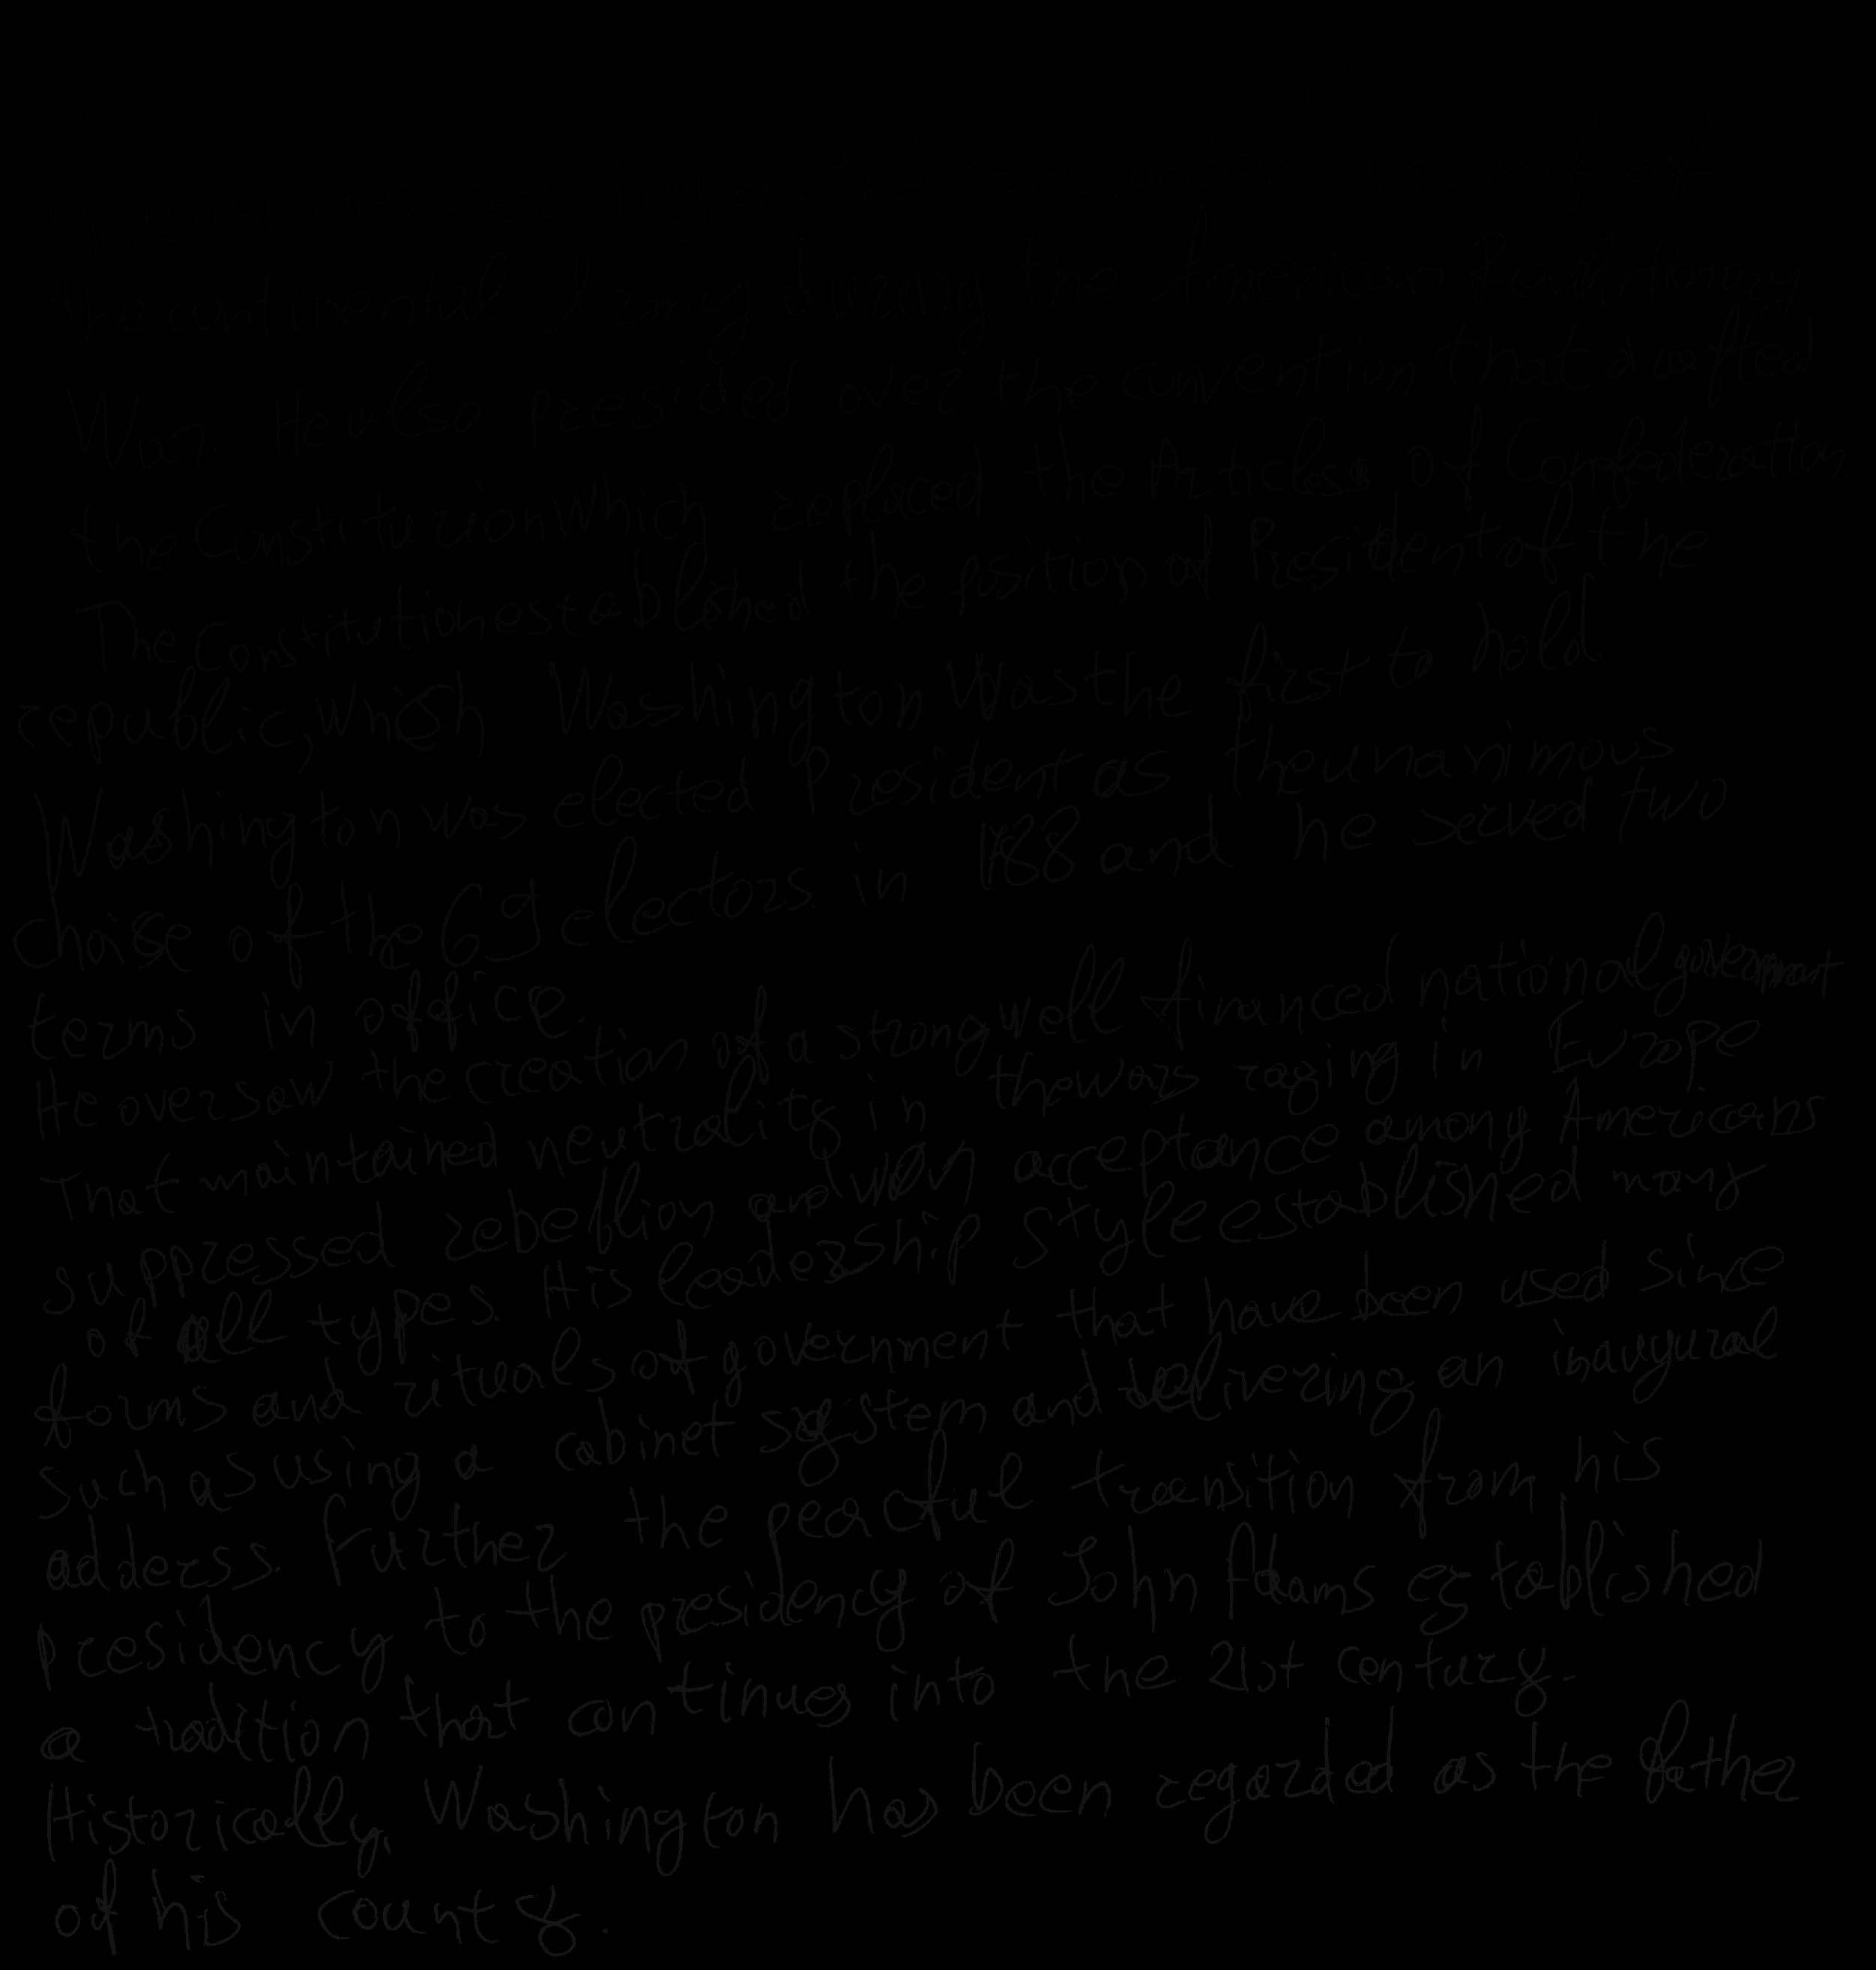 United states serving as the commander in chif of
the continental Army during the American Revolutionary
War. He also presided over the convention that drafted
the Constitution which replaced the Articles of Confederation.
The Constitution established the position of President of the
republic, which Washington was the first to hold.
Washington was elected President as the unanimous
choise of the 69 electors in 1788 and he served two
terms in office.
He oversaw the creation of a strong well financed national government
That maintained neutrality in the wars raging in Europe
suppressed rebellion and won acceptance among Americans
of all types. His leadership style established many
forms and rituals of government that have been used since
such as using a cabinet system and delivering an inaugural
adderss. Further the peacful transition from his
presidency to the presidency of John Adams established
a tradition that continues into the 21st century.
Historically, Washington has been regarded as the father
of his county.